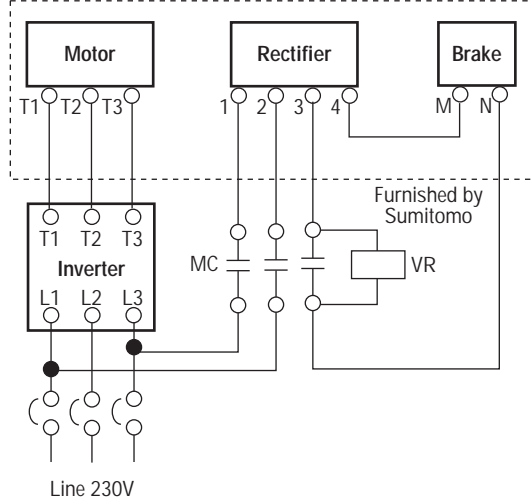 Motor Rectifier Brake
T1 T2 T3 1 2 3 4 M N
Furnished by
Sumitomo
T1 T2 T3
Inverter
MC VR
L1 L2 L3
Line 230V